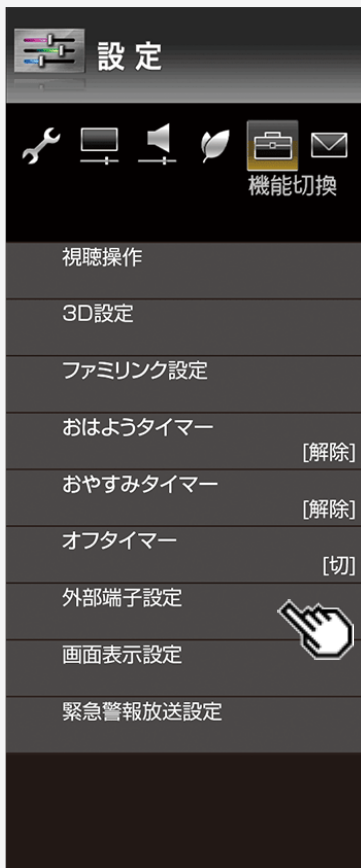 設定
機能切換
視聴操作
3D設定
ファミリンク設定
おはようタイマー
[解除]
おやすみタイマー
[解除]
オフタイマー
[切]
外部端子設定
画面表示設定
緊急警報放送設定